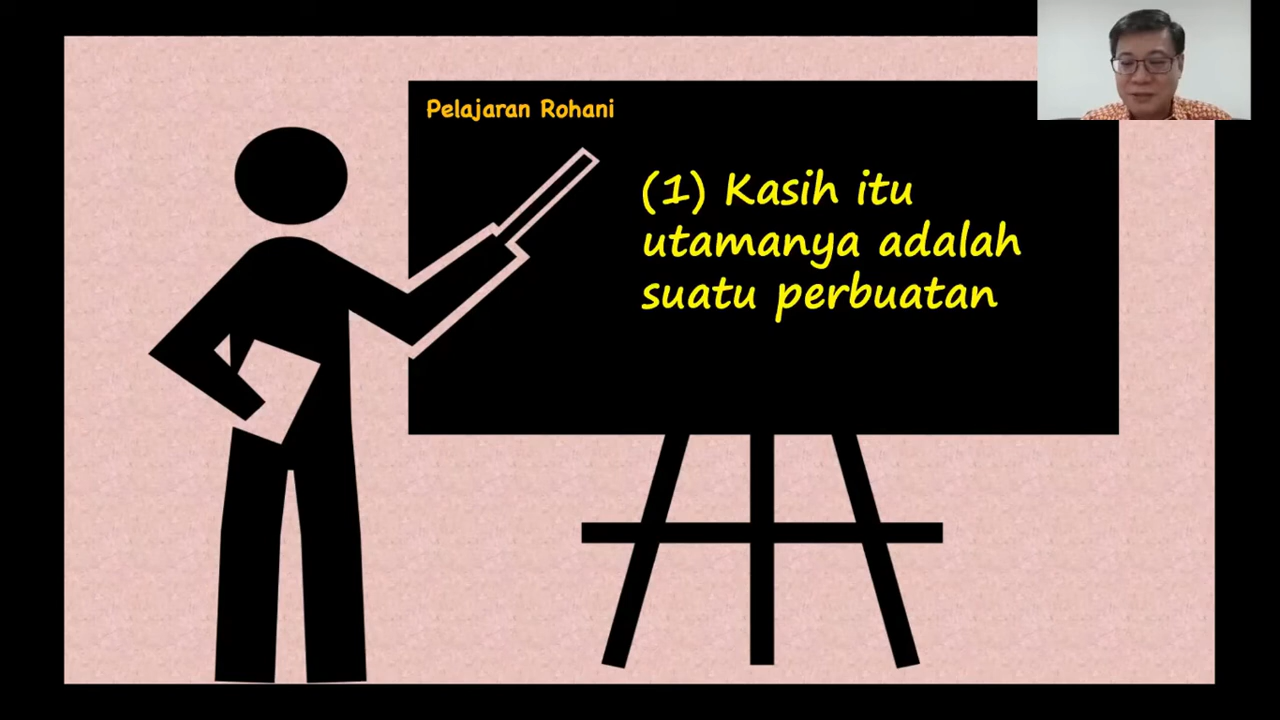 Pelajaran Rohani
(1) Kasih itu
utamanya adalah
suatu perbuatan